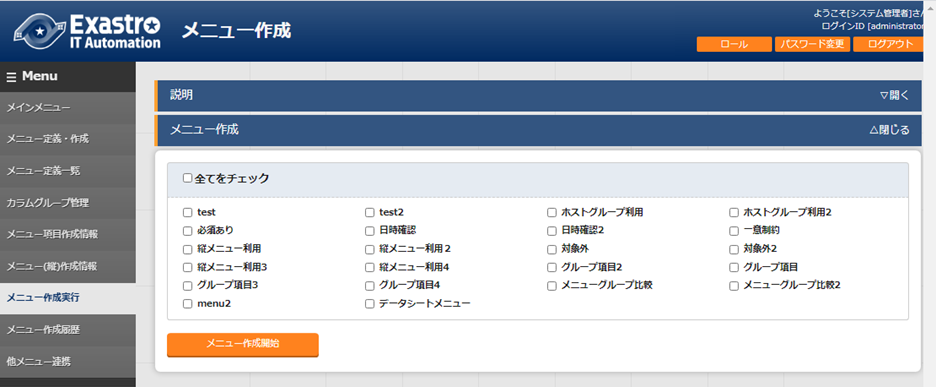 Exastro
IT Automation
メニュー作成
ようこそ[システム管理者]さん
ログインID [administrator
ロール
パスワード変更
ログアウト
Menu
メインメニュー
メニュー定義・作成
メニュー定義一覧
カラムグループ管理
メニュー項目作成情報
メニュー(縦)作成情報
メニュー作成実行
メニュー作成履歴
他メニュー連携
説明
▽開く
メニュー作成
△閉じる
全てをチェック
test test2 ホストグループ利用 ホストグループ利用2
必須あり 日時確認 日時確認2 一意制約
縦メニュー利用 縦メニュー利用２ 対象外 対象外2
縦メニュー利用3 縦メニュー利用4 グループ項目2 グループ項目
グループ項目3 グループ項目4 メニューグループ比較 メニューグループ比較2
menu2 データシートメニュー
メニュー作成開始